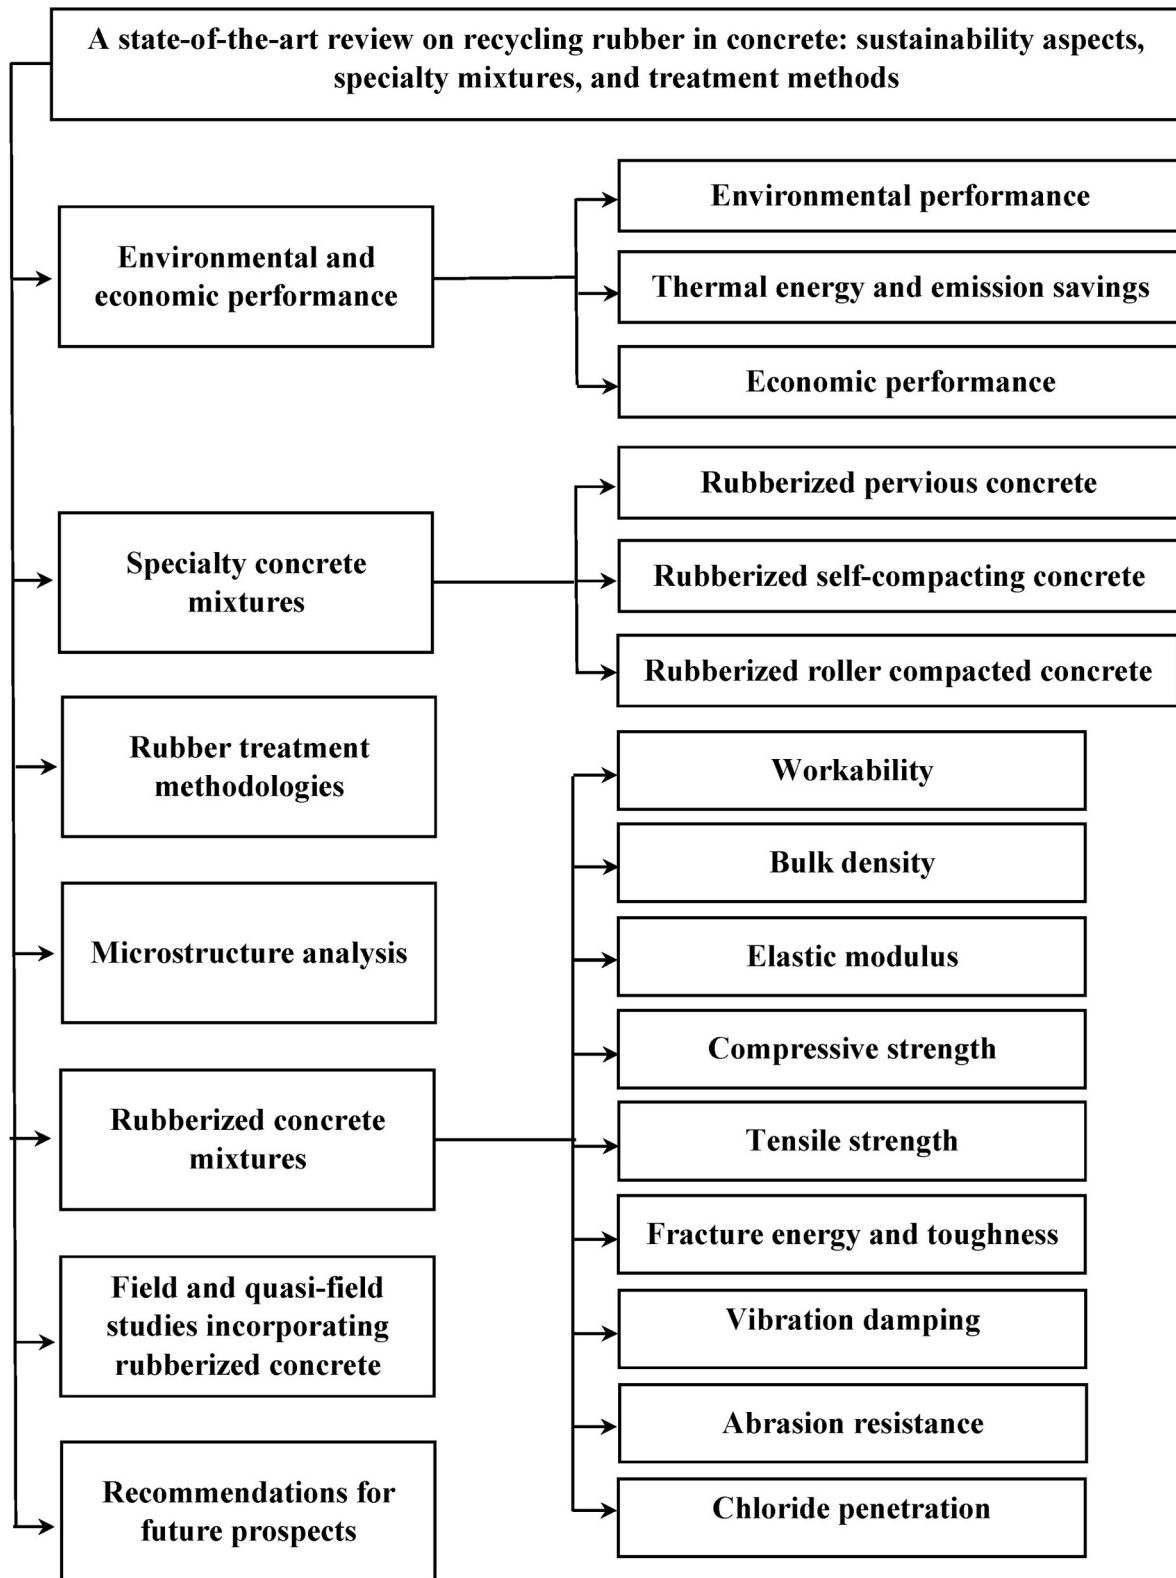 A state-of-the-art review on recycling rubber in concrete: sustainability aspects,
specialty mixtures, and treatment methods
Environmental and
economic performance
Environmental performance
Thermal energy and emission savings
Economic performance
Specialty concrete
mixtures
Rubberized pervious concrete
Rubberized self-compacting concrete
Rubberized roller compacted concrete
Rubber treatment
methodologies
Microstructure analysis
Rubberized concrete
mixtures
Workability
Bulk density
Elastic modulus
Compressive strength
Tensile strength
Fracture energy and toughness
Vibration damping
Abrasion resistance
Chloride penetration
Field and quasi-field
studies incorporating
rubberized concrete
Recommendations for
future prospects